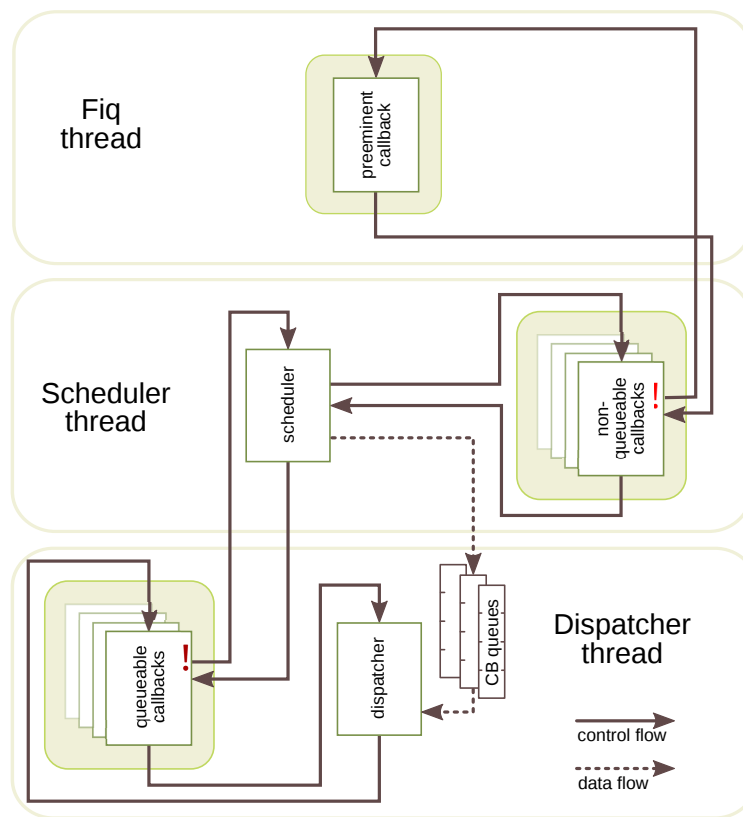 Fiq
thread
preeminent
callback
Scheduler
thread
scheduler
non-
queueable
callbacks
!
Dispatcher
thread
queueable
callbacks
!
dispatcher
CB queues
control flow
data flow